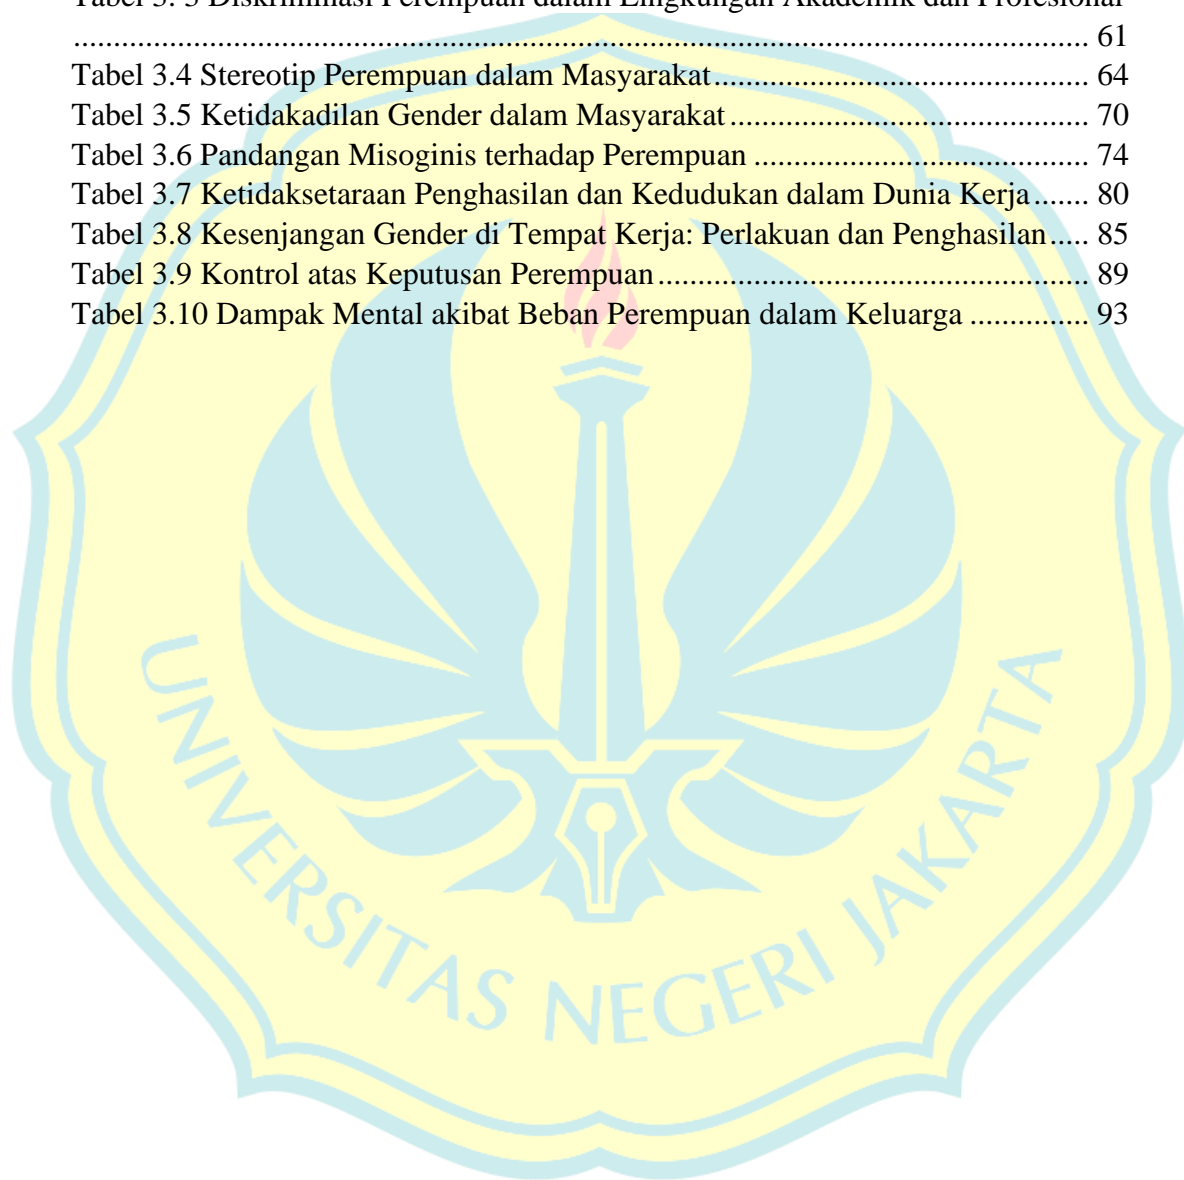 Tabel 3. 3 Diskriminasi Perempuan dalam Lingkungan Akademik dan Profesional
............................................................................................................................... 61
Tabel 3.4 Stereotip Perempuan dalam Masyarakat............................................... 64
Tabel 3.5 Ketidakadilan Gender dalam Masyarakat............................................. 70
Tabel 3.6 Pandangan Misoginis terhadap Perempuan .......................................... 74
Tabel 3.7 Ketidaksetaraan Penghasilan dan Kedudukan dalam Dunia Kerja....... 80
Tabel 3.8 Kesenjangan Gender di Tempat Kerja: Perlakuan dan Penghasilan..... 85
Tabel 3.9 Kontrol atas Keputusan Perempuan...................................................... 89
Tabel 3.10 Dampak Mental akibat Beban Perempuan dalam Keluarga ............... 93
UNIVERSITAS NEGERI JAKARTA